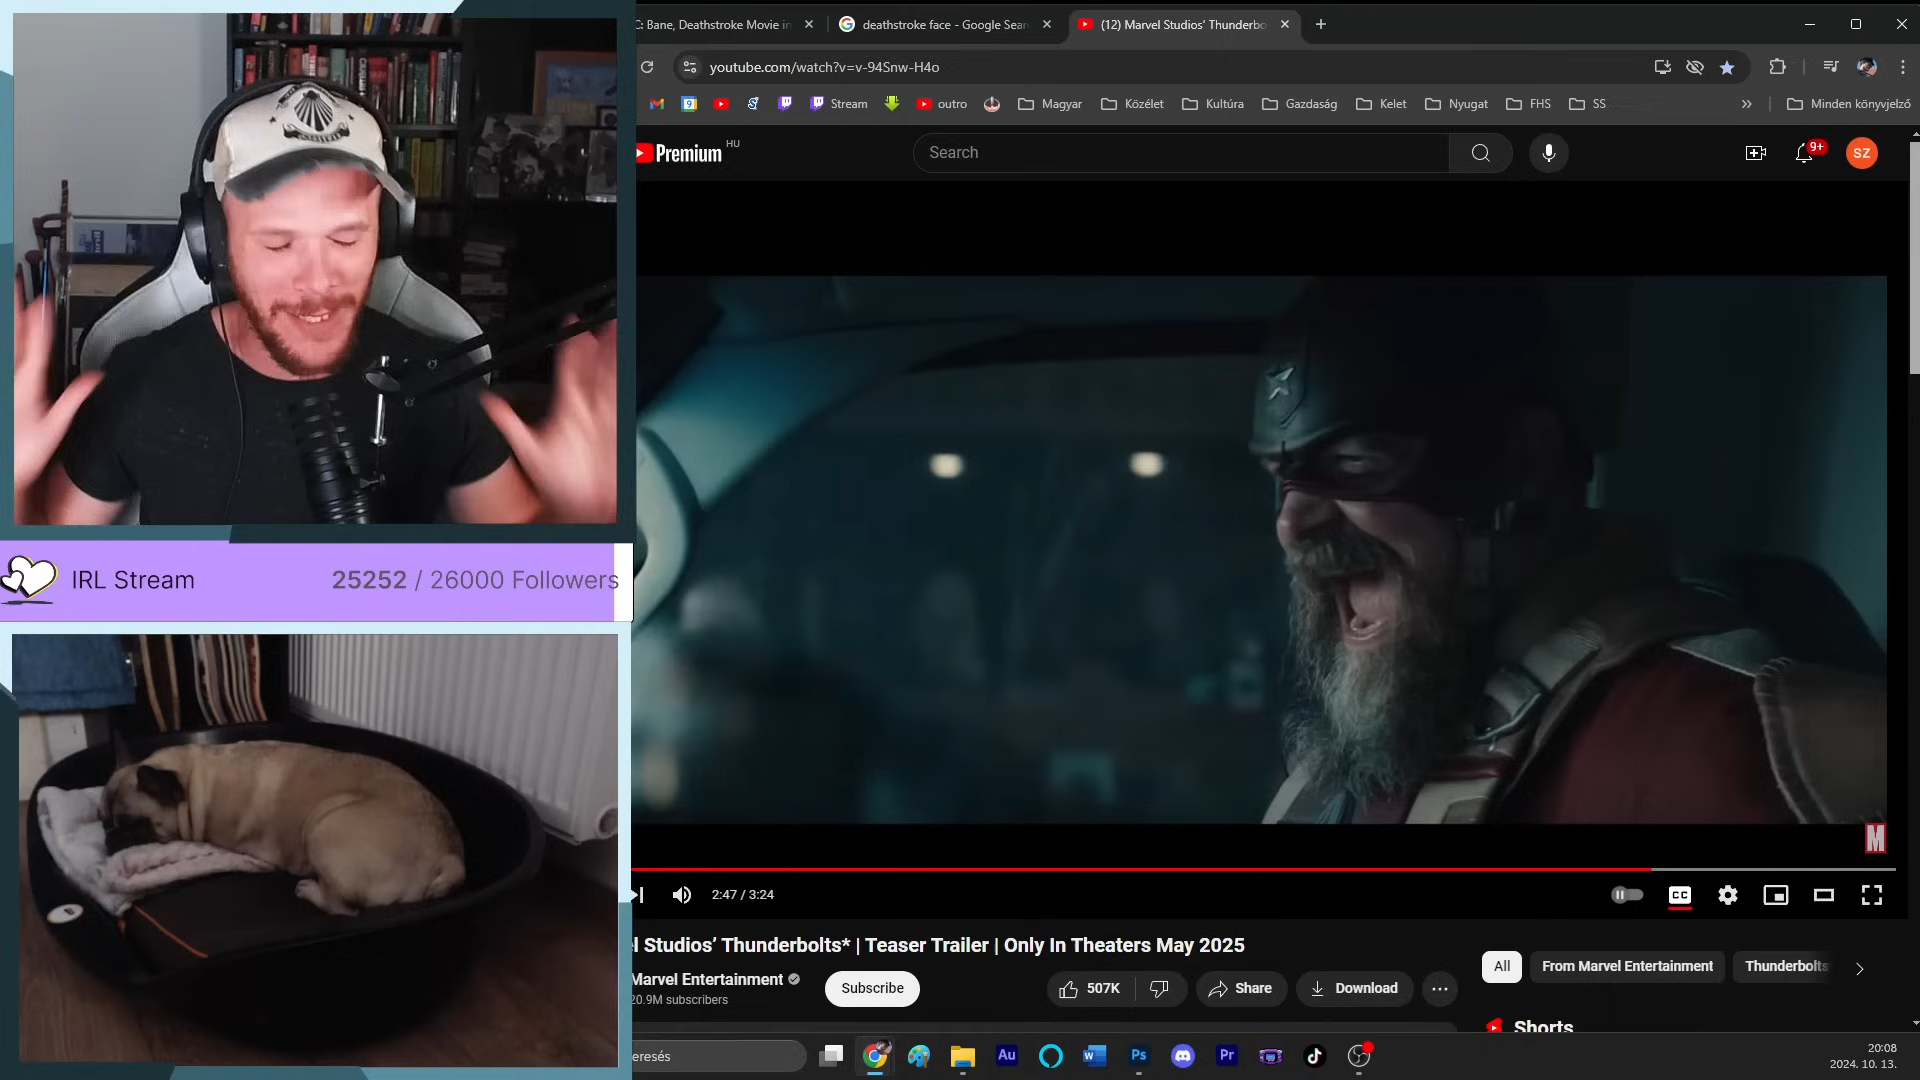 C: Bane, Deathstroke Movie in
deathstroke face - Google Sear
(12) Marvel Studios' Thunderbo
youtube.com/watch?v=v-94Snw-H4o
Stream
outro
Magyar
Közélet
Kultúra
Gazdaság
Kelet
Nyugat
FHS
SS
Minden könyvjelző
Premium HU
Search
9+
SZ
IRL Stream
25252 / 26000 Followers
M
2:47 / 3:24
CC
l Studios' Thunderbolts* | Teaser Trailer | Only In Theaters May 2025
Marvel Entertainment
20.9M subscribers
Subscribe
507K
Share
Download
All
From Marvel Entertainment
Thunderbolts
Shorts
eresés
Au
W
Ps
Pr
20:08
2024. 10. 13.